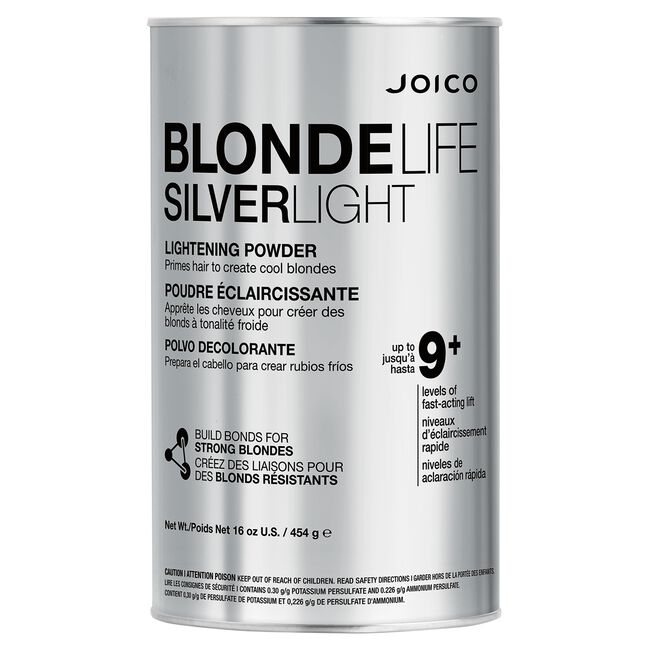 JOICO
BLONDELIFE
SILVERLIGHT
LIGHTENING POWDER
Primes hair to create cool blondes
POUDRE ÉCLAIRCISSANTE
Apprête les cheveux pour créer des
blonds à tonalité froide
POLVO DECOLORANTE
Prepara el cabello para crear rubios fríos
up to
jusqu'à
hasta
9+
levels of
fast-acting lift
niveaux
d'éclaircissement
rapide
niveles de
aclaración rápida
BUILD BONDS FOR
STRONG BLONDES
CRÉEZ DES LIAISONS POUR
DES BLONDS RÉSISTANTS
Net Wt./Poids Net 16 oz U.S. / 454 g ℮
CAUTION I ATTENTION POISON KEEP OUT OF REACH OF CHILDREN. READ SAFETY DIRECTIONS I GARDER HORS DE LA PORTÉE DES ENFANTS.
LIRE LES CONSIGNES DE SÉCURITÉ I CONTAINS 0.30 g/g POTASSIUM PERSULFATE AND 0.226 g/g AMMONIUM PERSULFATE.
CONTIENT 0,30 g/g DE PERSULFATE DE POTASSIUM ET 0,226 g/g DE PERSULFATE D'AMMONIUM.